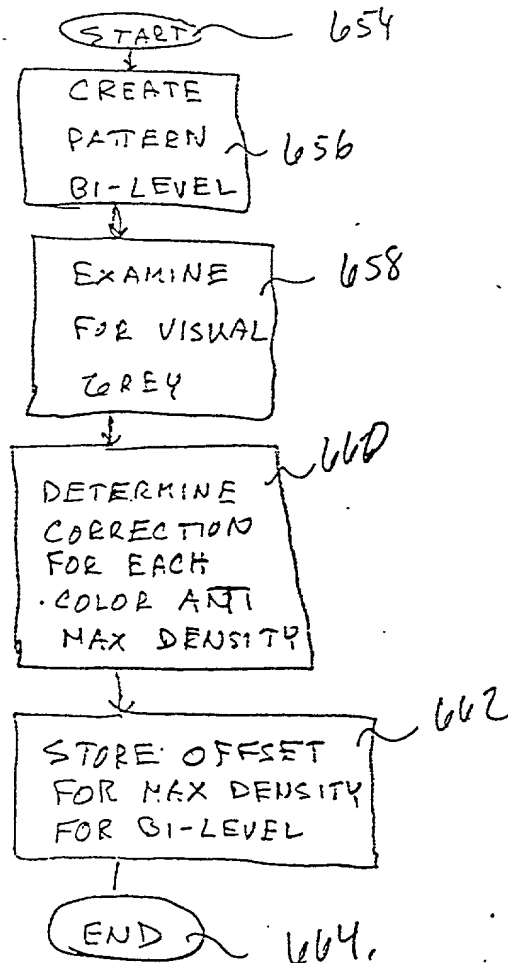 START 654
CREATE
PATTERN 656
BI-LEVEL
EXAMINE 658
FOR VISUAL
GREY
660
DETERMINE
CORRECTION
FOR EACH
COLOR ANTI
MAX DENSITY
662
STORE OFFSET
FOR MAX DENSITY
FOR BI-LEVEL
END 664.